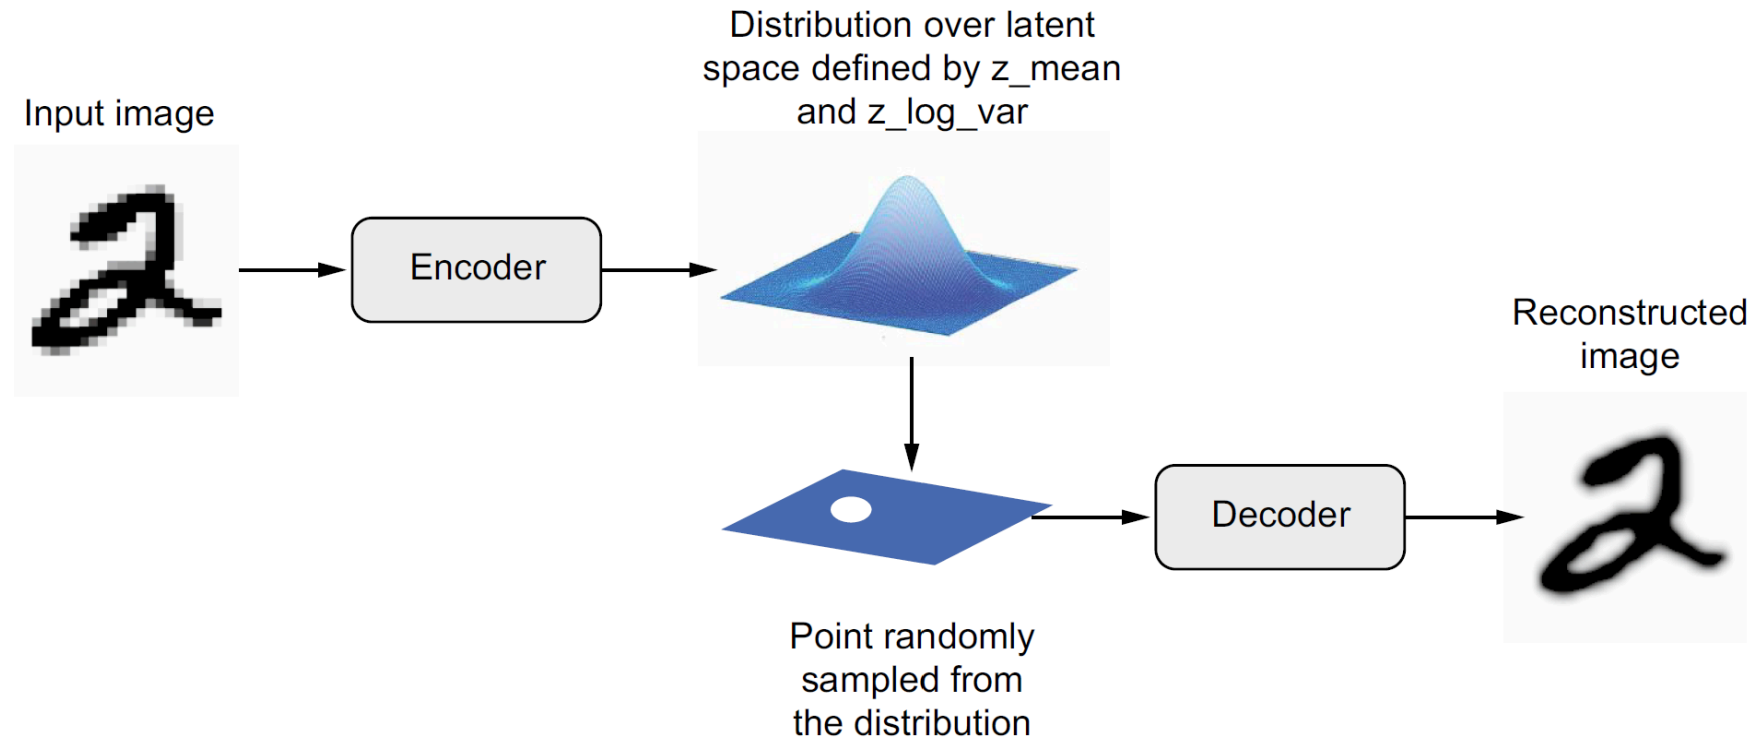 Input image
Encoder
Distribution over latent
space defined by z_mean
and z_log_var
Point randomly
sampled from
the distribution
Decoder
Reconstructed
image